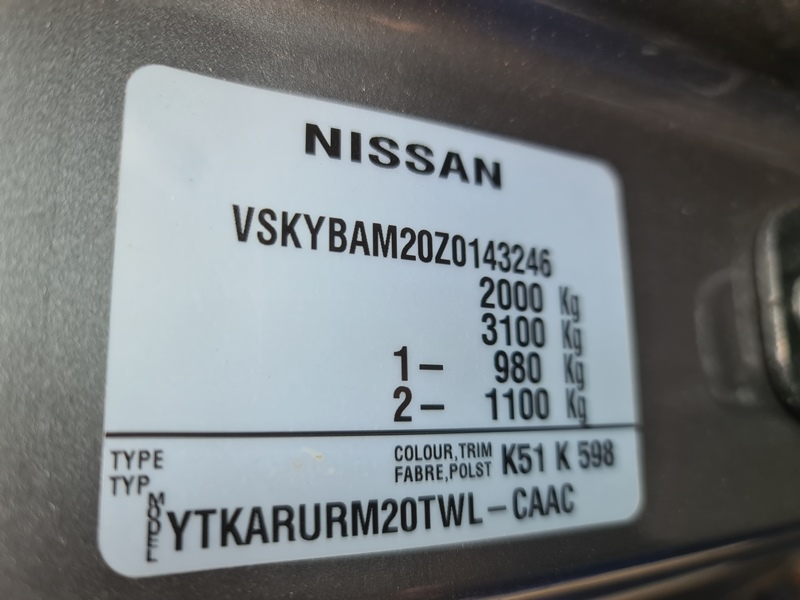 NISSAN
VSKYBAM20Z0143246
2000 Kg
3100 Kg
1- 980 Kg
2- 1100 Kg
TYPE COLOUR,TRIM K51 K 598
TYP FABRE,POLST
MODEL YTKARURM20TWL-CAAC